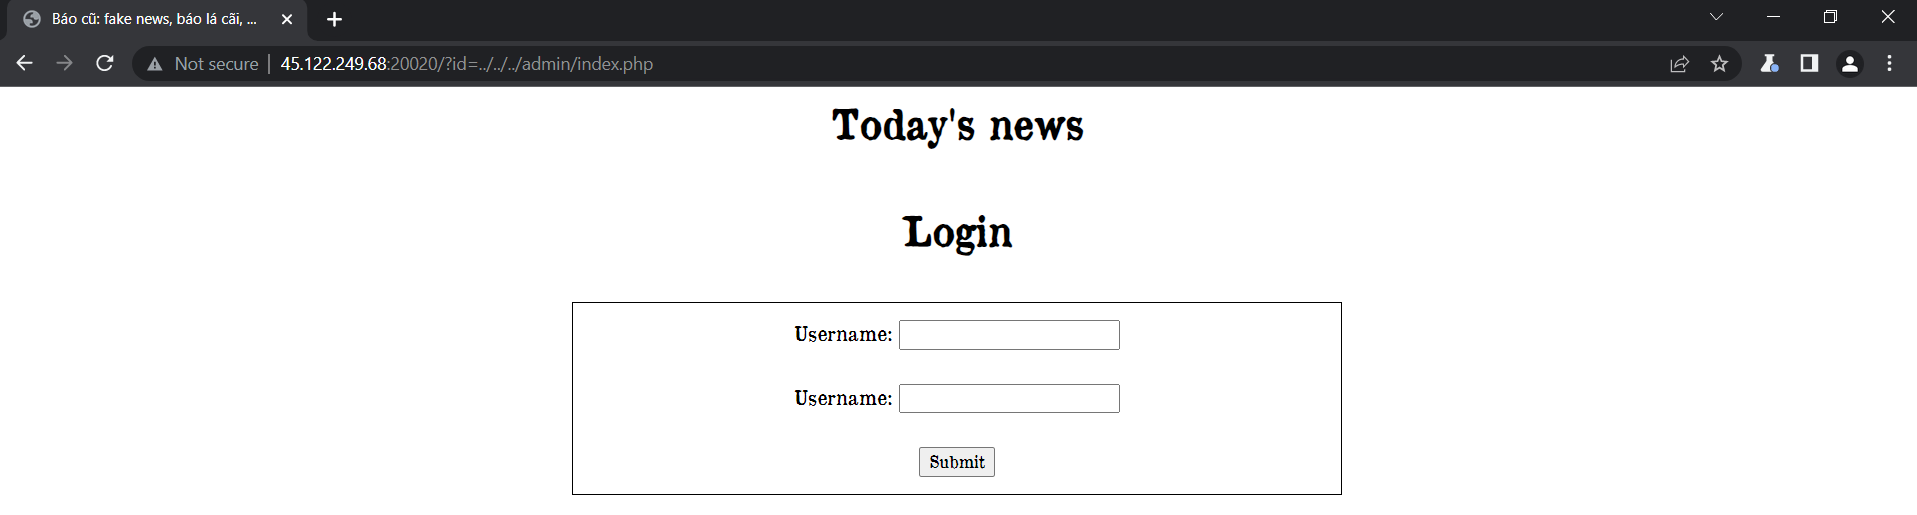 Báo cũ: fake news, báo lá cãi, ...
Not secure | 45.122.249.68:20020/?id=../../../admin/index.php
Today's news
Login
Username:
Username:
Submit